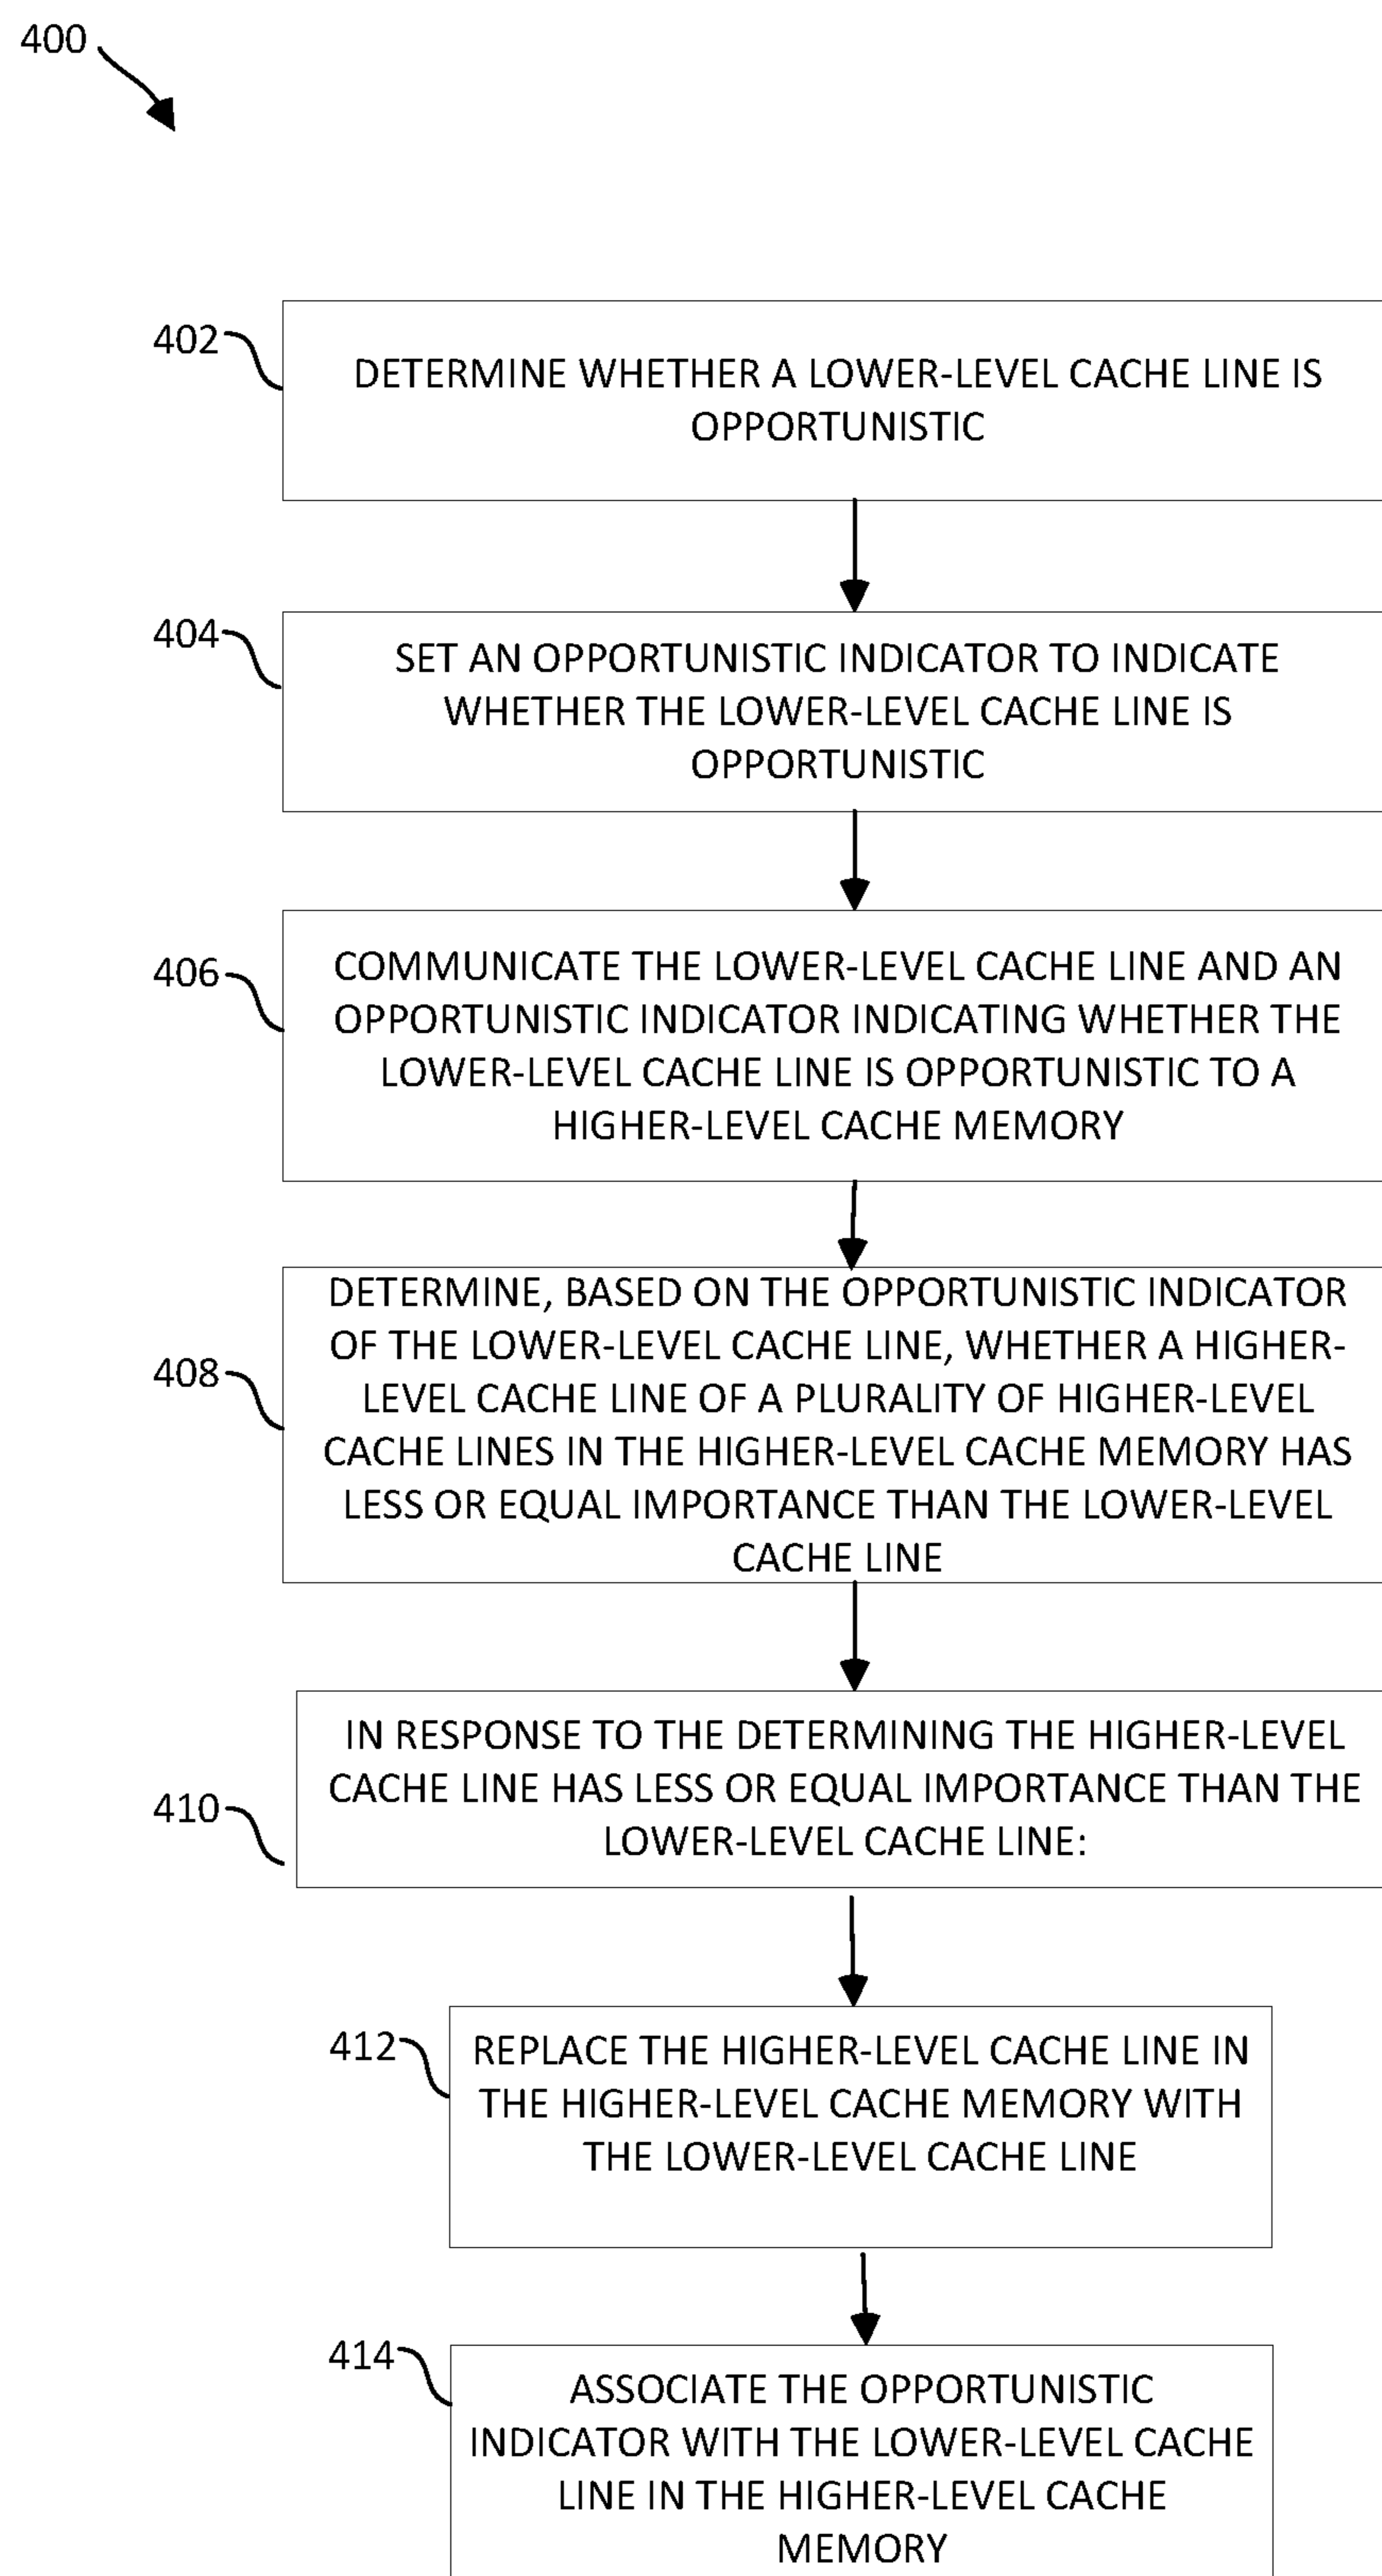 400
402
DETERMINE WHETHER A LOWER-LEVEL CACHE LINE IS
OPPORTUNISTIC
404
SET AN OPPORTUNISTIC INDICATOR TO INDICATE
WHETHER THE LOWER-LEVEL CACHE LINE IS
OPPORTUNISTIC
406
COMMUNICATE THE LOWER-LEVEL CACHE LINE AND AN
OPPORTUNISTIC INDICATOR INDICATING WHETHER THE
LOWER-LEVEL CACHE LINE IS OPPORTUNISTIC TO A
HIGHER-LEVEL CACHE MEMORY
408
DETERMINE, BASED ON THE OPPORTUNISTIC INDICATOR
OF THE LOWER-LEVEL CACHE LINE, WHETHER A HIGHER-
LEVEL CACHE LINE OF A PLURALITY OF HIGHER-LEVEL
CACHE LINES IN THE HIGHER-LEVEL CACHE MEMORY HAS
LESS OR EQUAL IMPORTANCE THAN THE LOWER-LEVEL
CACHE LINE
410
IN RESPONSE TO THE DETERMINING THE HIGHER-LEVEL
CACHE LINE HAS LESS OR EQUAL IMPORTANCE THAN THE
LOWER-LEVEL CACHE LINE:
412
REPLACE THE HIGHER-LEVEL CACHE LINE IN
THE HIGHER-LEVEL CACHE MEMORY WITH
THE LOWER-LEVEL CACHE LINE
414
ASSOCIATE THE OPPORTUNISTIC
INDICATOR WITH THE LOWER-LEVEL CACHE
LINE IN THE HIGHER-LEVEL CACHE
MEMORY